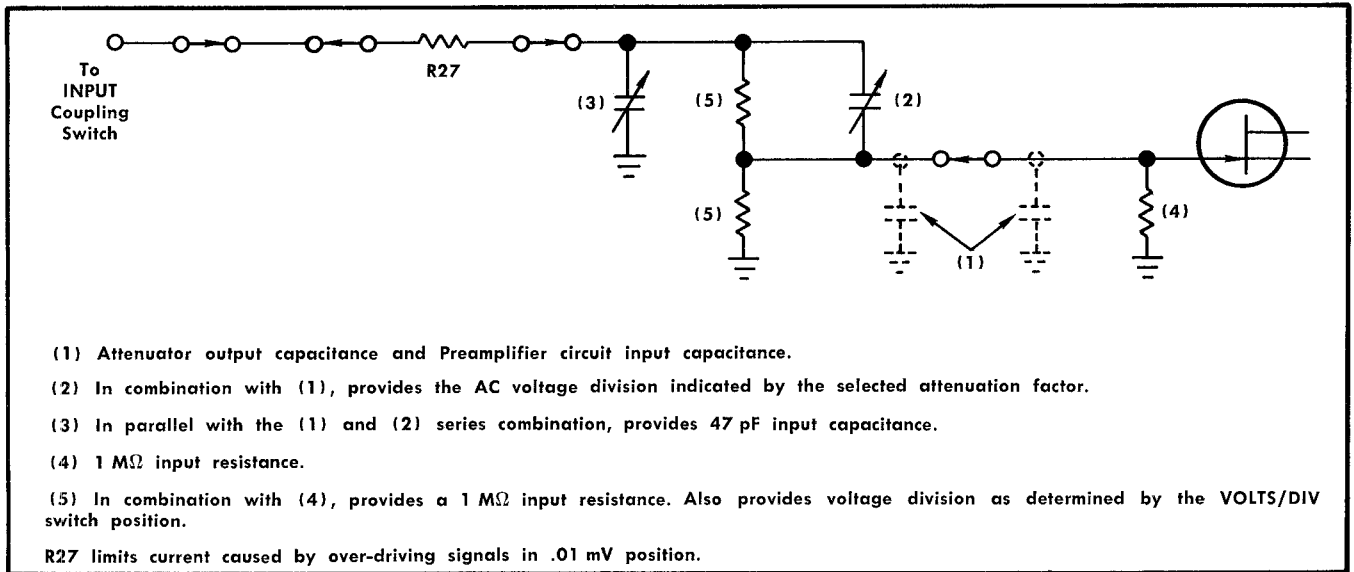 To
INPUT
Coupling
Switch
R27
(3)
(5)
(2)
(5)
(1)
(4)
(1) Attenuator output capacitance and Preamplifier circuit input capacitance.
(2) In combination with (1), provides the AC voltage division indicated by the selected attenuation factor.
(3) In parallel with the (1) and (2) series combination, provides 47 pF input capacitance.
(4) 1 MΩ input resistance.
(5) In combination with (4), provides a 1 MΩ input resistance. Also provides voltage division as determined by the VOLTS/DIV
switch position.
R27 limits current caused by over-driving signals in .01 mV position.